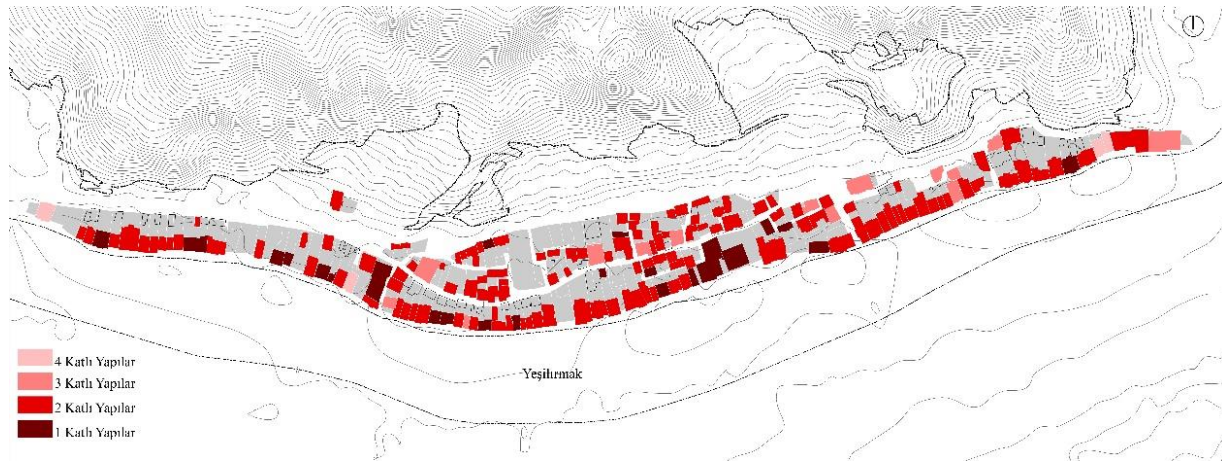 Yeşilırmak
4 Katlı Yapılar
3 Katlı Yapılar
2 Katlı Yapılar
1 Katlı Yapılar